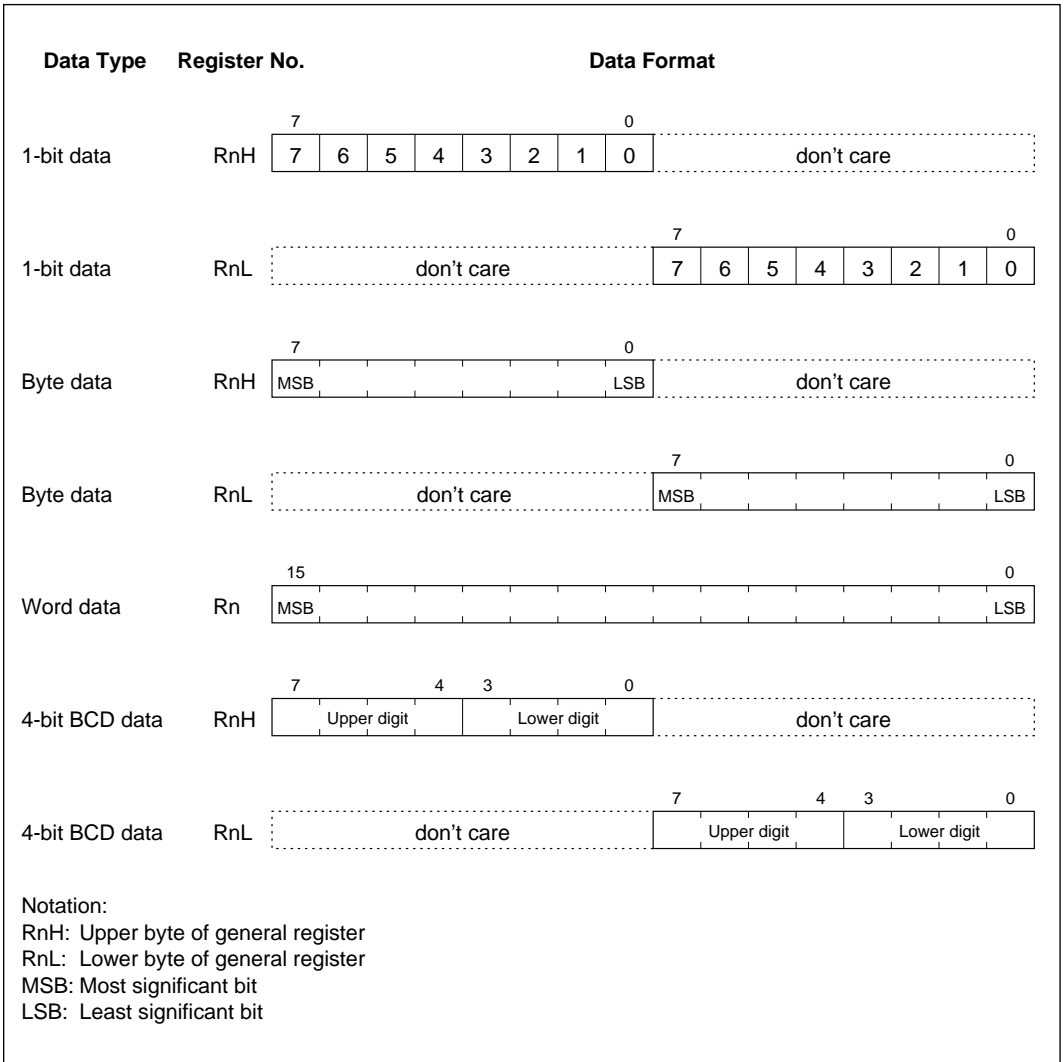 Data Type Register No. Data Format
7 0
1-bit data RnH 7 6 5 4 3 2 1 0 don't care
7 0
1-bit data RnL don't care 7 6 5 4 3 2 1 0
7 0
Byte data RnH MSB LSB don't care
7 0
Byte data RnL don't care MSB LSB
15 0
Word data Rn MSB LSB
7 4 3 0
4-bit BCD data RnH Upper digit Lower digit don't care
7 4 3 0
4-bit BCD data RnL don't care Upper digit Lower digit
Notation:
RnH: Upper byte of general register
RnL: Lower byte of general register
MSB: Most significant bit
LSB: Least significant bit